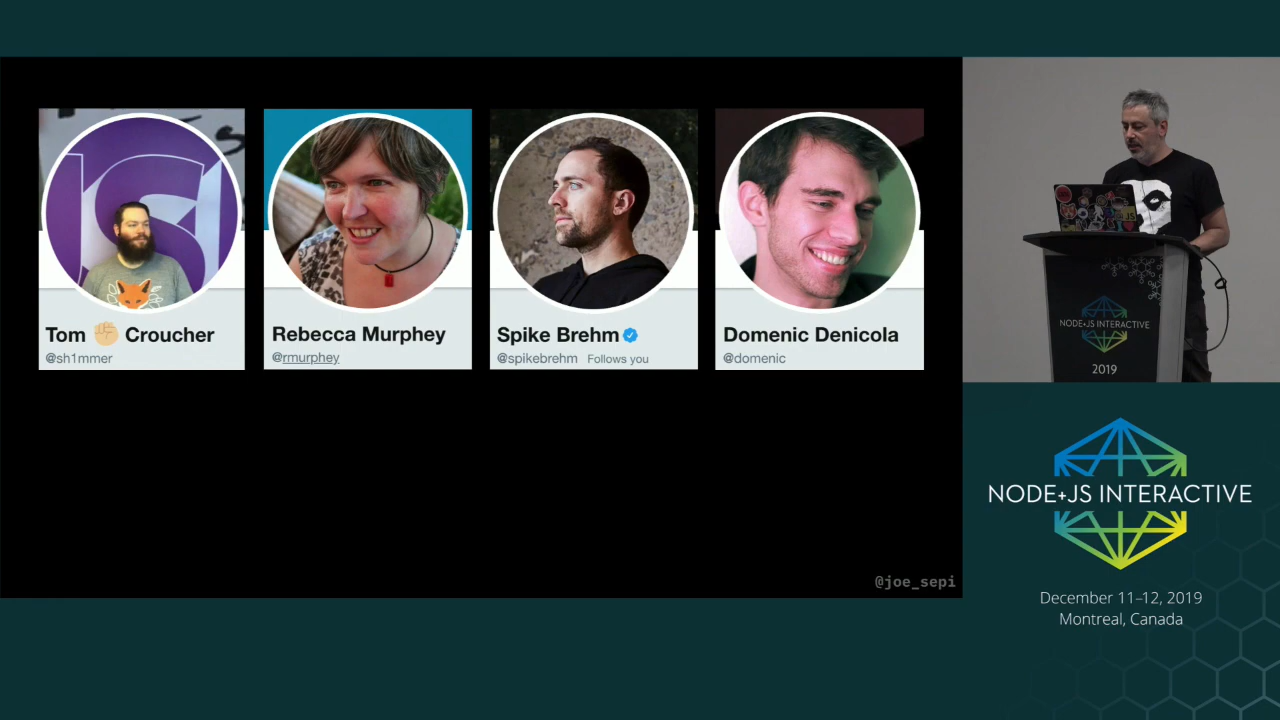 Tom ✊🏼 Croucher
@sh1mmer
Rebecca Murphey
@rmurphey
Spike Brehm
@spikebrehm Follows you
Domenic Denicola
@domenic
@joe_sepi
JS
NODE+JS INTERACTIVE
2019
NODE+JS INTERACTIVE
December 11–12, 2019
Montreal, Canada